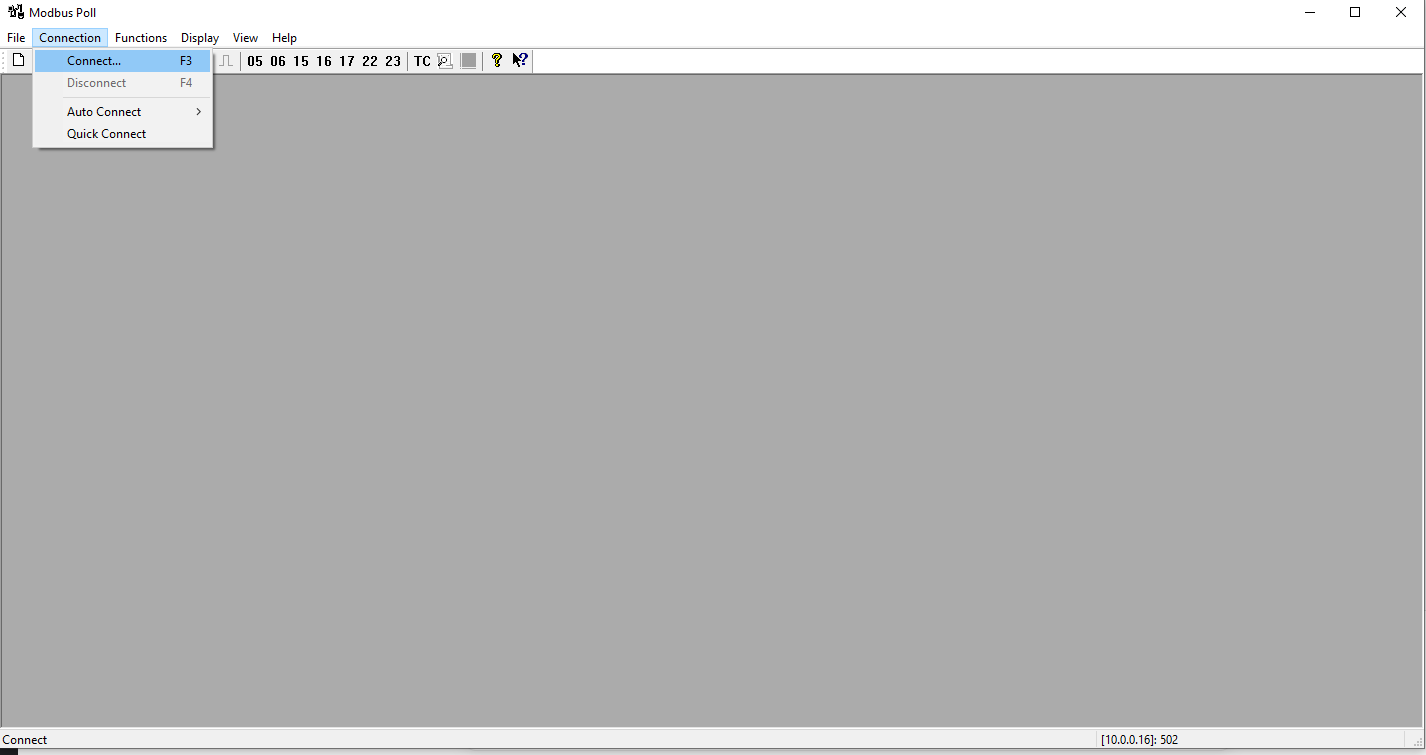 Modbus Poll
File Connection Functions Display View Help
05 06 15 16 17 22 23 TC ? ?
Connect... F3
Disconnect F4
Auto Connect >
Quick Connect
Connect [10.0.0.16]: 502